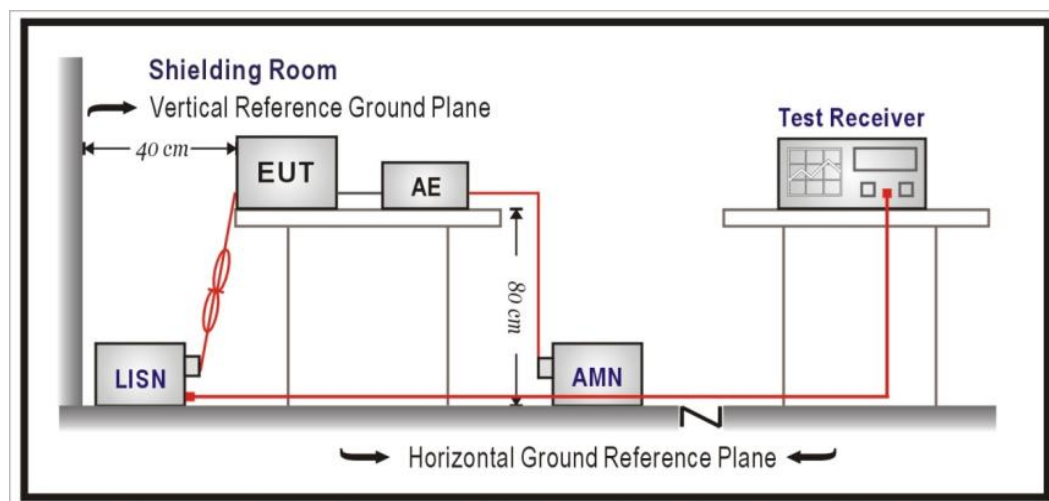 Shielding Room
Vertical Reference Ground Plane
40 cm
EUT
AE
Test Receiver
80 cm
LISN
AMN
Horizontal Ground Reference Plane